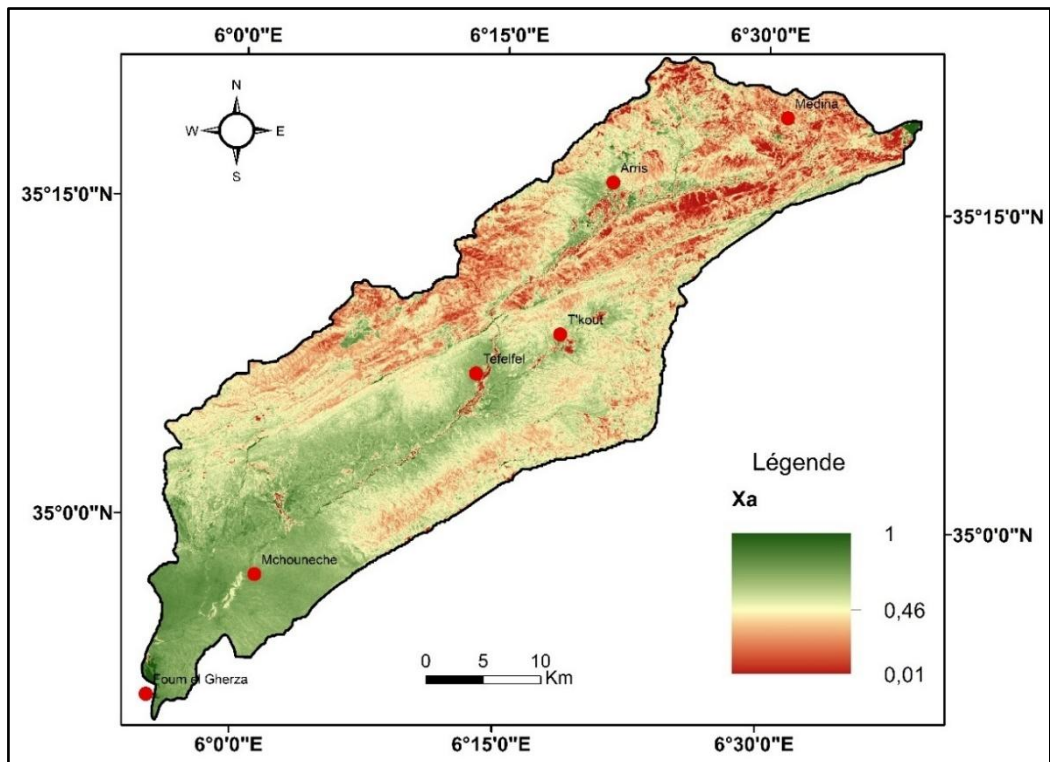 6°0'0"E 6°15'0"E 6°30'0"E
N
W E
S
Medina
Arris
35°15'0"N
35°15'0"N
T'kout
Tefelfel
Légende
Xa
35°0'0"N
1
35°0'0"N
Mchouneche
0,46
0 5 10
Km
0,01
Foum el Gherza
6°0'0"E 6°15'0"E 6°30'0"E